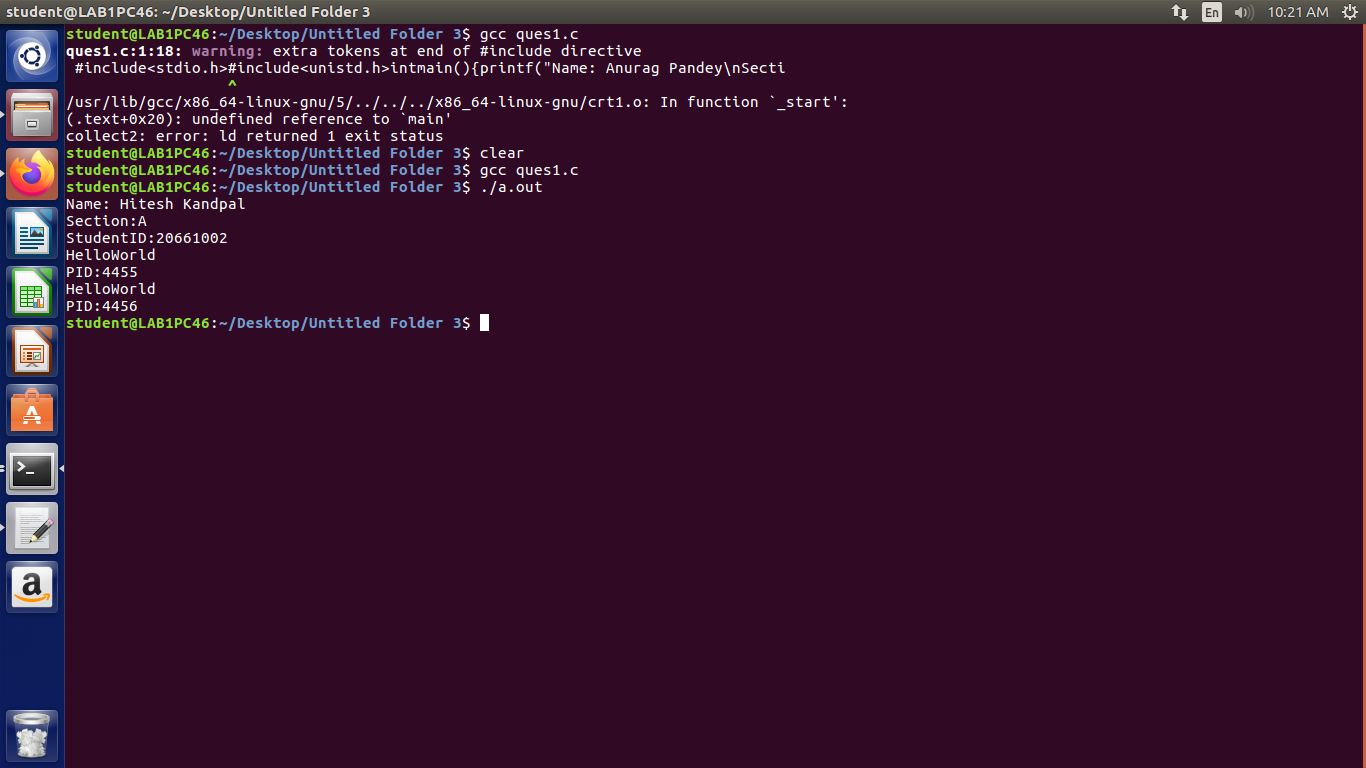 student@LAB1PC46: ~/Desktop/Untitled Folder 3
En
10:21 AM
student@LAB1PC46:~/Desktop/Untitled Folder 3$ gcc ques1.c
ques1.c:1:18: warning: extra tokens at end of #include directive
 #include<stdio.h>#include<unistd.h>intmain(){printf("Name: Anurag Pandey\nSecti
                  ^
/usr/lib/gcc/x86_64-linux-gnu/5/../../../x86_64-linux-gnu/crt1.o: In function `_start':
(.text+0x20): undefined reference to `main'
collect2: error: ld returned 1 exit status
student@LAB1PC46:~/Desktop/Untitled Folder 3$ clear
student@LAB1PC46:~/Desktop/Untitled Folder 3$ gcc ques1.c
student@LAB1PC46:~/Desktop/Untitled Folder 3$ ./a.out
Name: Hitesh Kandpal
Section:A
StudentID:20661002
HelloWorld
PID:4455
HelloWorld
PID:4456
student@LAB1PC46:~/Desktop/Untitled Folder 3$